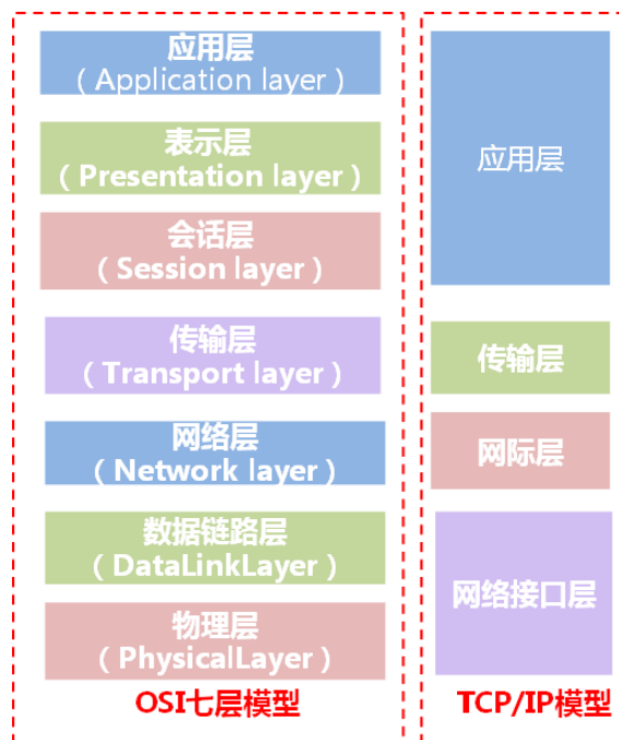 应用层
（Application layer）
表示层
（Presentation layer）
会话层
（Session layer）
传输层
（Transport layer）
网络层
（Network layer）
数据链路层
（DataLinkLayer）
物理层
（PhysicalLayer）
OSI七层模型
应用层
传输层
网际层
网络接口层
TCP/IP模型